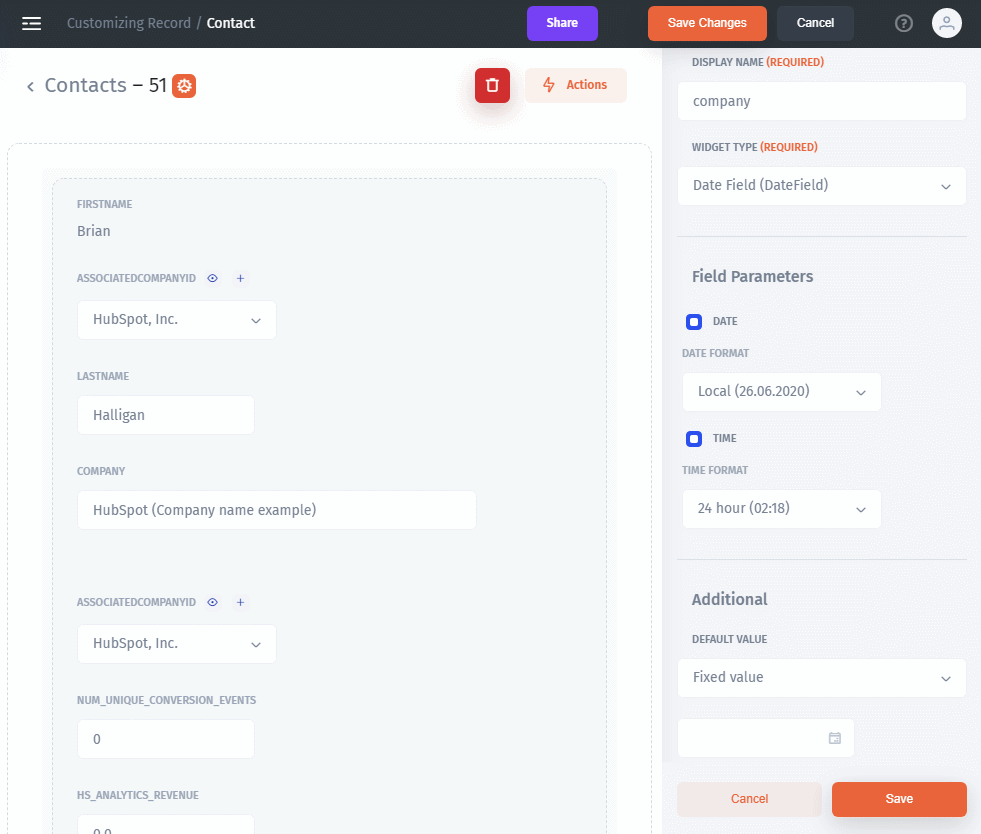 Customizing Record / Contact
Share
Save Changes
Cancel
?
Contacts – 51
Actions
FIRSTNAME
Brian
ASSOCIATEDCOMPANYID
HubSpot, Inc.
LASTNAME
Halligan
COMPANY
HubSpot (Company name example)
ASSOCIATEDCOMPANYID
HubSpot, Inc.
NUM_UNIQUE_CONVERSION_EVENTS
0
HS_ANALYTICS_REVENUE
0.0
DISPLAY NAME (REQUIRED)
company
WIDGET TYPE (REQUIRED)
Date Field (DateField)
Field Parameters
DATE
DATE FORMAT
Local (26.06.2020)
TIME
TIME FORMAT
24 hour (02:18)
Additional
DEFAULT VALUE
Fixed value
Cancel
Save